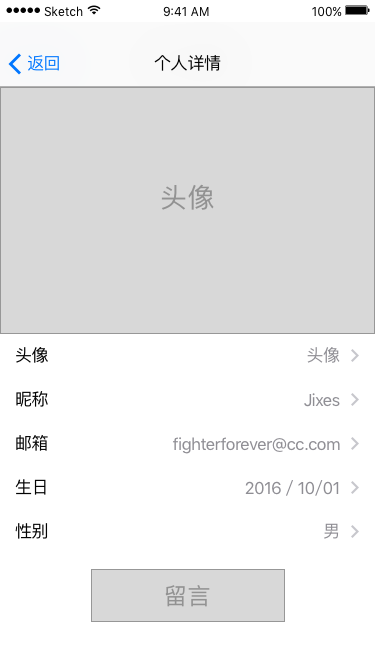 Sketch 9:41 AM 100%
返回 个人详情
头像
头像 头像
昵称 Jixes
邮箱 fighterforever@cc.com
生日 2016 / 10/01
性别 男
留言